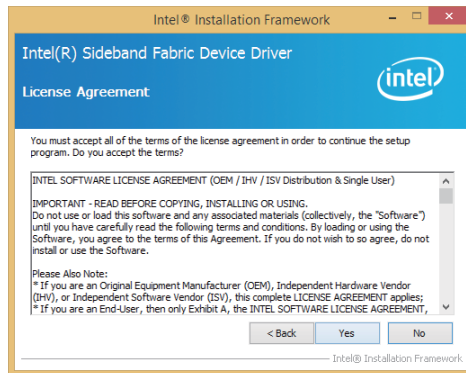 Intel® Installation Framework
Intel(R) Sideband Fabric Device Driver
License Agreement
intel
You must accept all of the terms of the license agreement in order to continue the setup
program. Do you accept the terms?
INTEL SOFTWARE LICENSE AGREEMENT (OEM / IHV / ISV Distribution & Single User)
IMPORTANT - READ BEFORE COPYING, INSTALLING OR USING.
Do not use or load this software and any associated materials (collectively, the "Software")
until you have carefully read the following terms and conditions. By loading or using the
Software, you agree to the terms of this Agreement. If you do not wish to so agree, do not
install or use the Software.
Please Also Note:
* If you are an Original Equipment Manufacturer (OEM), Independent Hardware Vendor
(IHV), or Independent Software Vendor (ISV), this complete LICENSE AGREEMENT applies;
* If you are an End-User, then only Exhibit A, the INTEL SOFTWARE LICENSE AGREEMENT,
< Back Yes No
Intel® Installation Framework